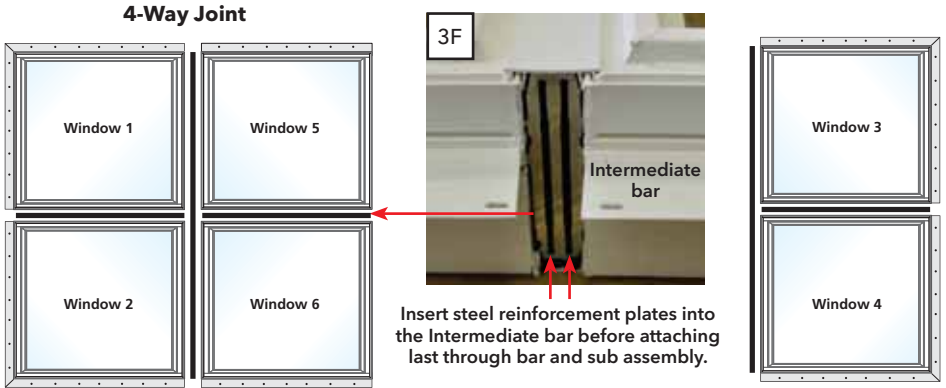 4-Way Joint
Window 1
Window 5
Window 2
Window 6
3F
Intermediate
bar
Insert steel reinforcement plates into
the Intermediate bar before attaching
last through bar and sub assembly.
Window 3
Window 4